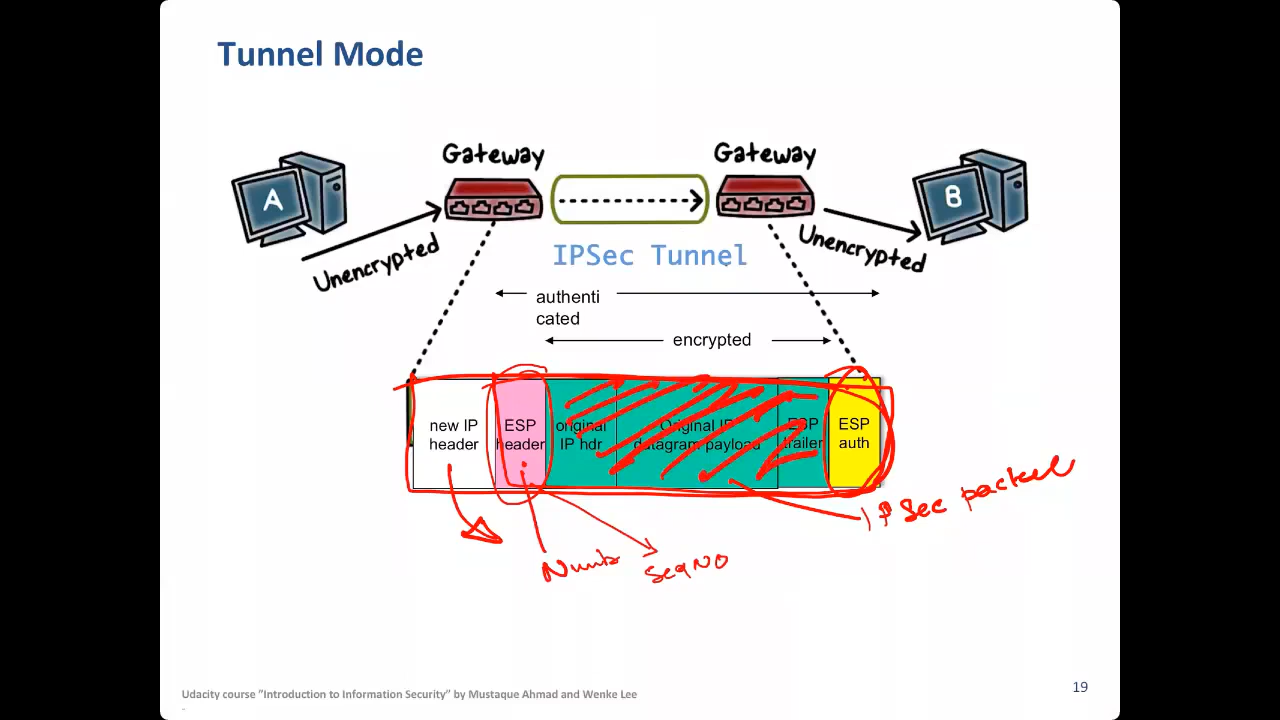 Tunnel Mode
Gateway
Gateway
A
B
Unencrypted
Unencrypted
IPSec Tunnel
authenti
cated
encrypted
new IP
header
ESP
header
original
IP hdr
Original IP
datagram payload
ESP
trailer
ESP
auth
IPSec packet
Numb
SeqNO
Udacity course "Introduction to Information Security" by Mustaque Ahmad and Wenke Lee
-
19